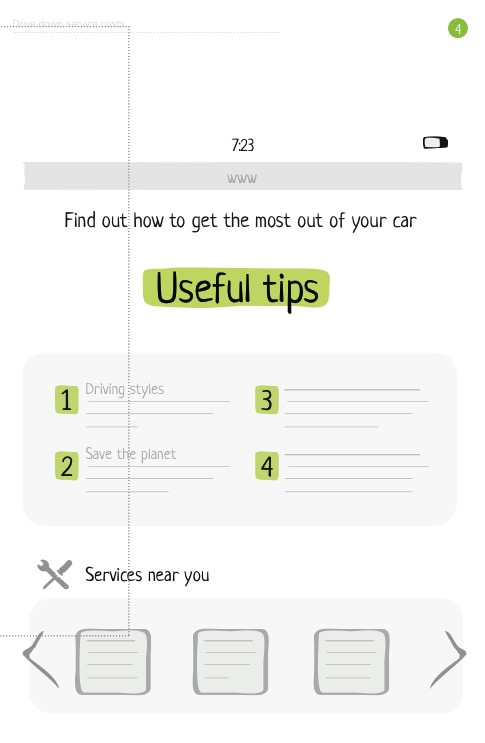 Drive down service costs
4
7:23
www
Find out how to get the most out of your car
Useful tips
1 Driving styles
3
2 Save the planet
4
Services near you